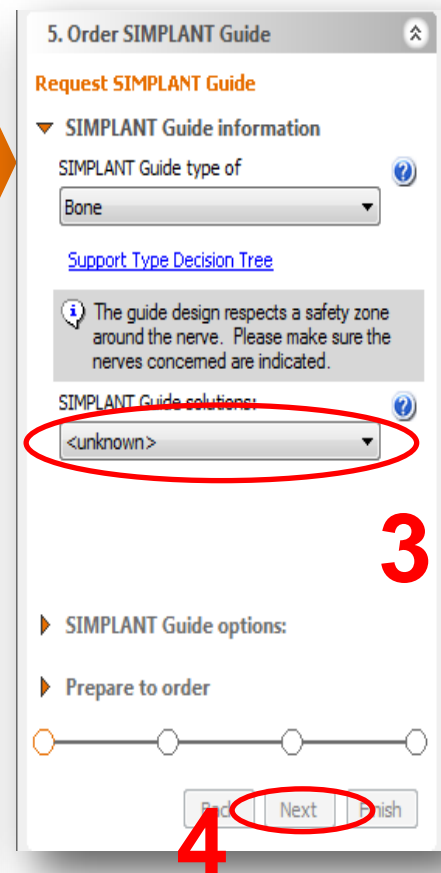 5. Order SIMPLANT Guide
Request SIMPLANT Guide
SIMPLANT Guide information
SIMPLANT Guide type of
Bone
Support Type Decision Tree
The guide design respects a safety zone
around the nerve. Please make sure the
nerves concerned are indicated.
SIMPLANT Guide solutions:
<unknown>
3
SIMPLANT Guide options:
Prepare to order
Back Next Finish
4